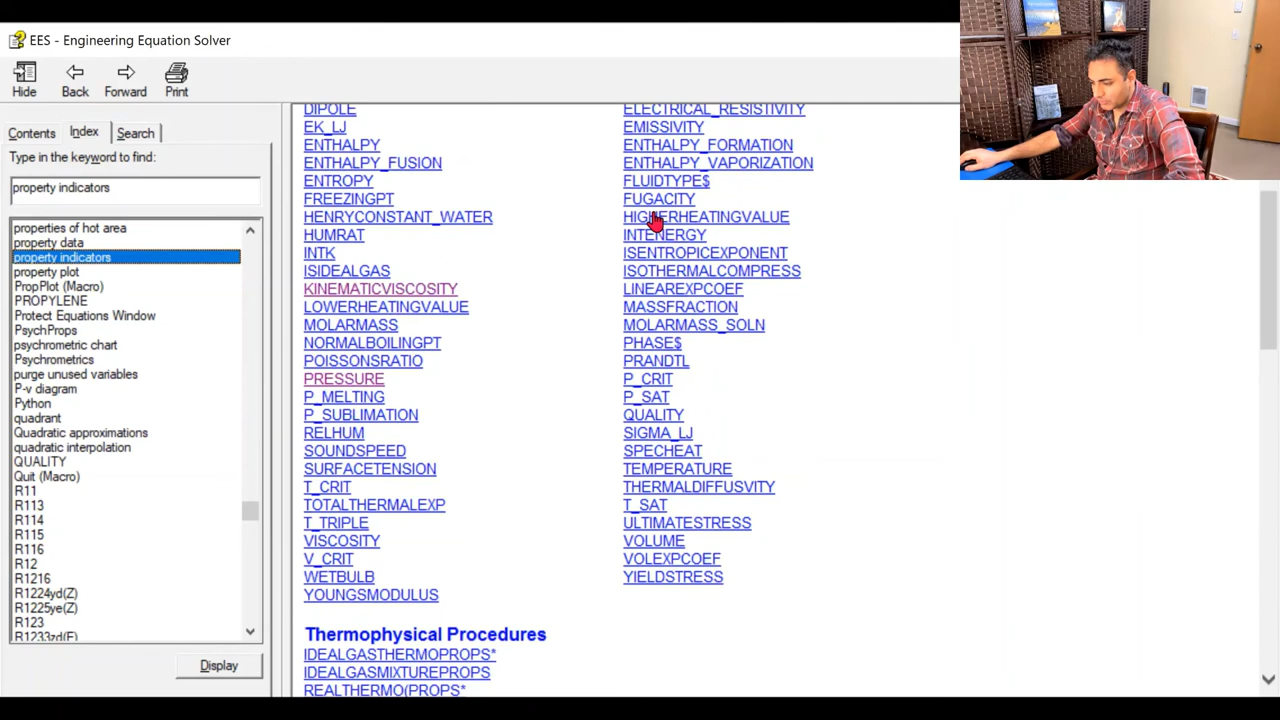 EES - Engineering Equation Solver
Hide Back Forward Print
Contents Index Search
Type in the keyword to find:
property indicators
properties of hot area
property data
property indicators
property plot
PropPlot (Macro)
PROPYLENE
Protect Equations Window
PsychProps
psychrometric chart
Psychrometrics
purge unused variables
P-v diagram
Python
quadrant
Quadratic approximations
quadratic interpolation
QUALITY
Quit (Macro)
R11
R113
R114
R115
R116
R12
R1216
R1224yd(Z)
R1225ye(Z)
R123
R1233zd(E)
Display
DIPOLE ELECTRICAL_RESISTIVITY
EK_LJ EMISSIVITY
ENTHALPY ENTHALPY_FORMATION
ENTHALPY_FUSION ENTHALPY_VAPORIZATION
ENTROPY FLUIDTYPE$
FREEZINGPT FUGACITY
HENRYCONSTANT_WATER HIGHERHEATINGVALUE
HUMRAT INTENERGY
INTK ISENTROPICEXPONENT
ISIDEALGAS ISOTHERMALCOMPRESS
KINEMATICVISCOSITY LINEAREXPCOEF
LOWERHEATINGVALUE MASSFRACTION
MOLARMASS MOLARMASS_SOLN
NORMALBOILINGPT PHASE$
POISSONSRATIO PRANDTL
PRESSURE P_CRIT
P_MELTING P_SAT
P_SUBLIMATION QUALITY
RELHUM SIGMA_LJ
SOUNDSPEED SPECHEAT
SURFACETENSION TEMPERATURE
T_CRIT THERMALDIFFUSVITY
TOTALTHERMALEXP T_SAT
T_TRIPLE ULTIMATESTRESS
VISCOSITY VOLUME
V_CRIT VOLEXPCOEF
WETBULB YIELDSTRESS
YOUNGSMODULUS
Thermophysical Procedures
IDEALGASTHERMOPROPS*
IDEALGASMIXTUREPROPS
REALTHERMO(PROPS*